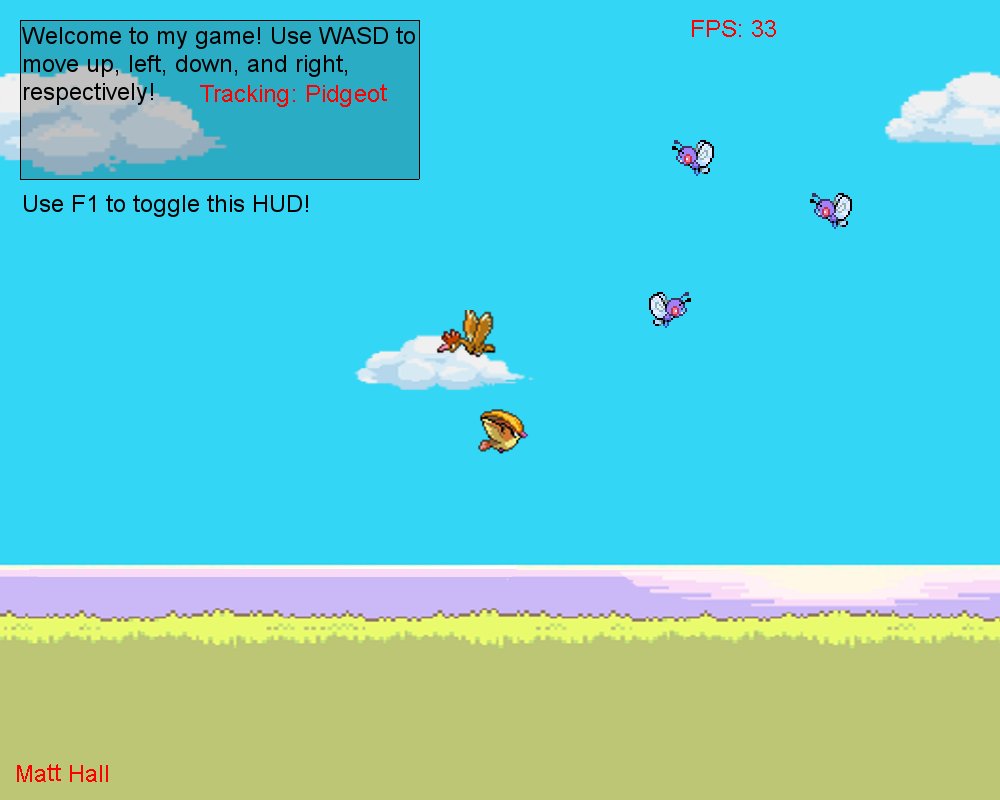 Welcome to my game! Use WASD to
move up, left, down, and right,
respectively!
Tracking: Pidgeot
Use F1 to toggle this HUD!
FPS: 33
Matt Hall